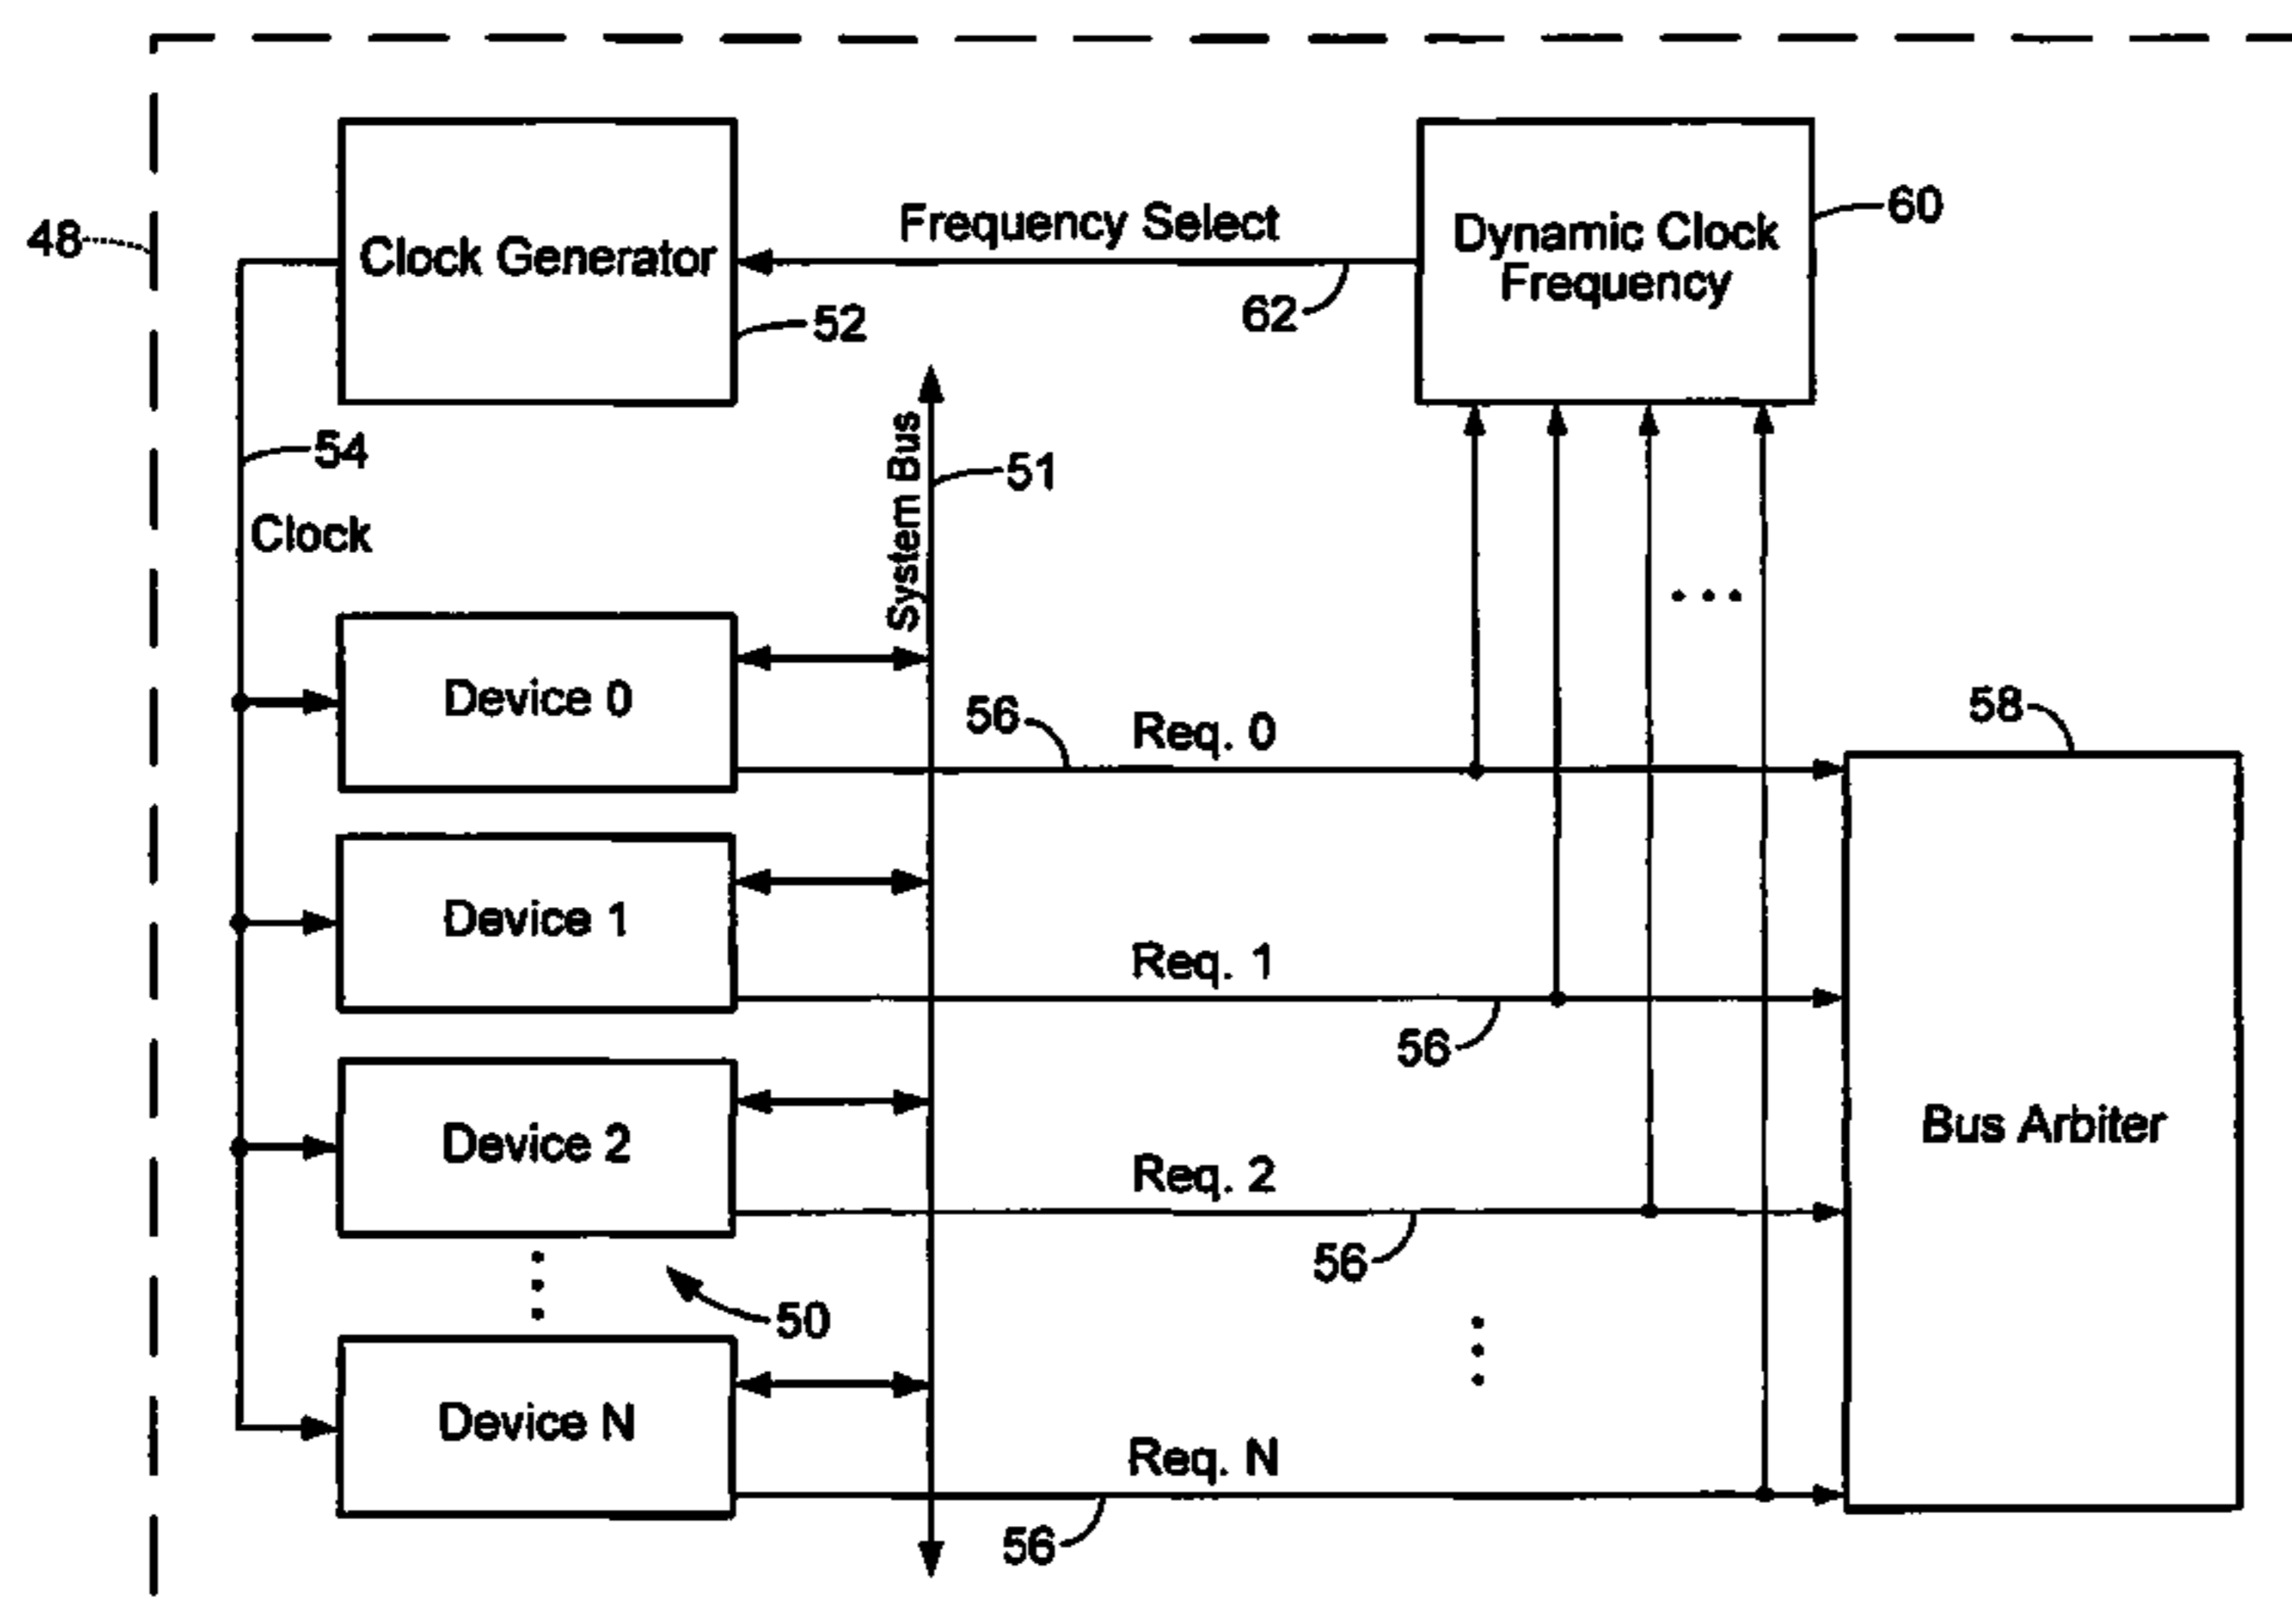 48
Clock Generator
52
Frequency Select
62
Dynamic Clock
Frequency
60
54
Clock
System Bus
51
Device 0
56
Req. 0
58
Device 1
Req. 1
56
Bus Arbiter
Device 2
Req. 2
56
50
Device N
Req. N
56